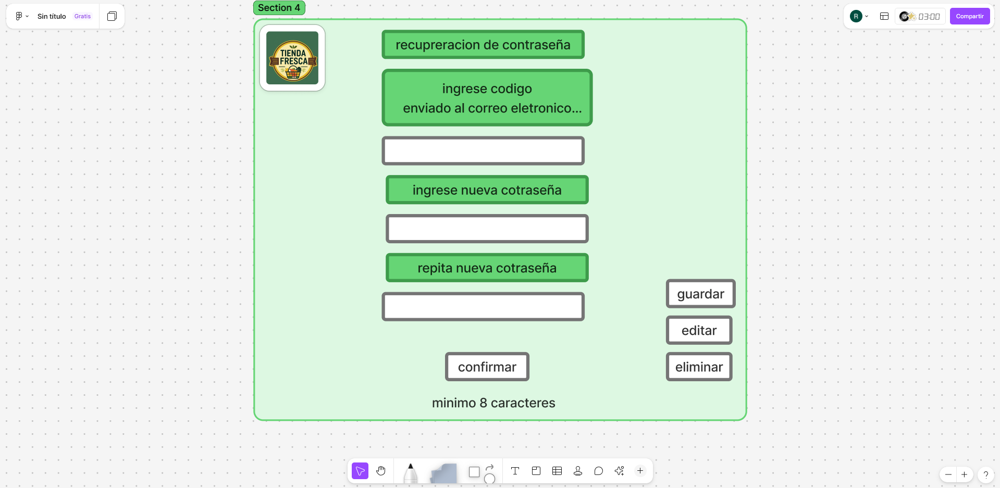 Section 4
Sin título
Gratis
R
03:00
Compartir
TIENDA
FRESCA
recupreracion de contraseña
ingrese codigo
enviado al correo eletronico...
ingrese nueva cotraseña
repita nueva cotraseña
guardar
editar
confirmar
eliminar
minimo 8 caracteres